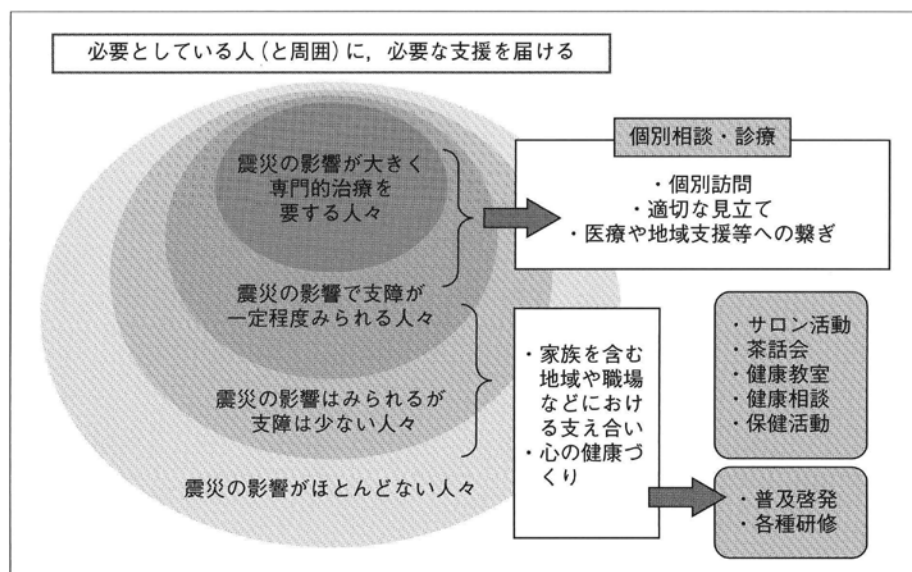 必要としている人(と周囲)に，必要な支援を届ける
震災の影響が大きく
専門的治療を
要する人々
震災の影響で支障が
一定程度みられる人々
震災の影響はみられるが
支障は少ない人々
震災の影響がほとんどない人々
個別相談・診療
・個別訪問
・適切な見立て
・医療や地域支援等への繋ぎ
・家族を含む
地域や職場
などにおけ
る支え合い
・心の健康づ
くり
・サロン活動
・茶話会
・健康教室
・健康相談
・保健活動
・普及啓発
・各種研修